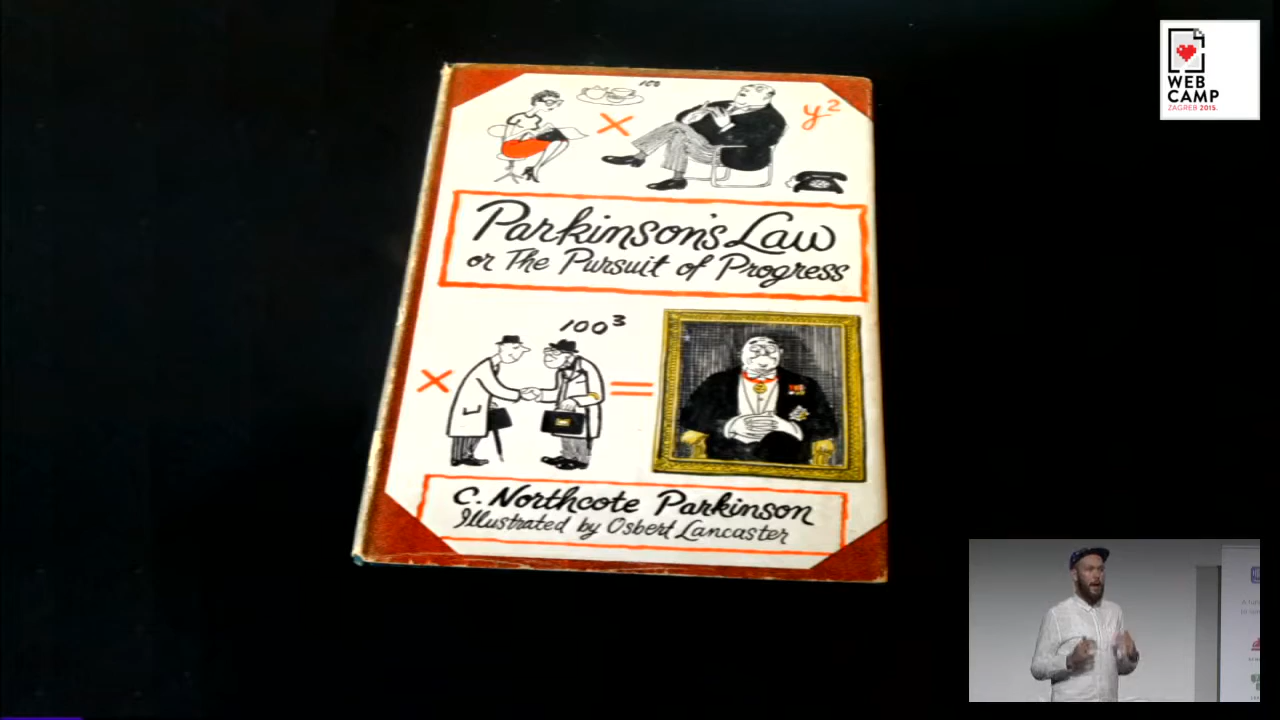 WEB
CAMP
ZAGREB 2015.
100
y²
Parkinson's Law
or The Pursuit of Progress
100³
C. Northcote Parkinson
Illustrated by Osbert Lancaster